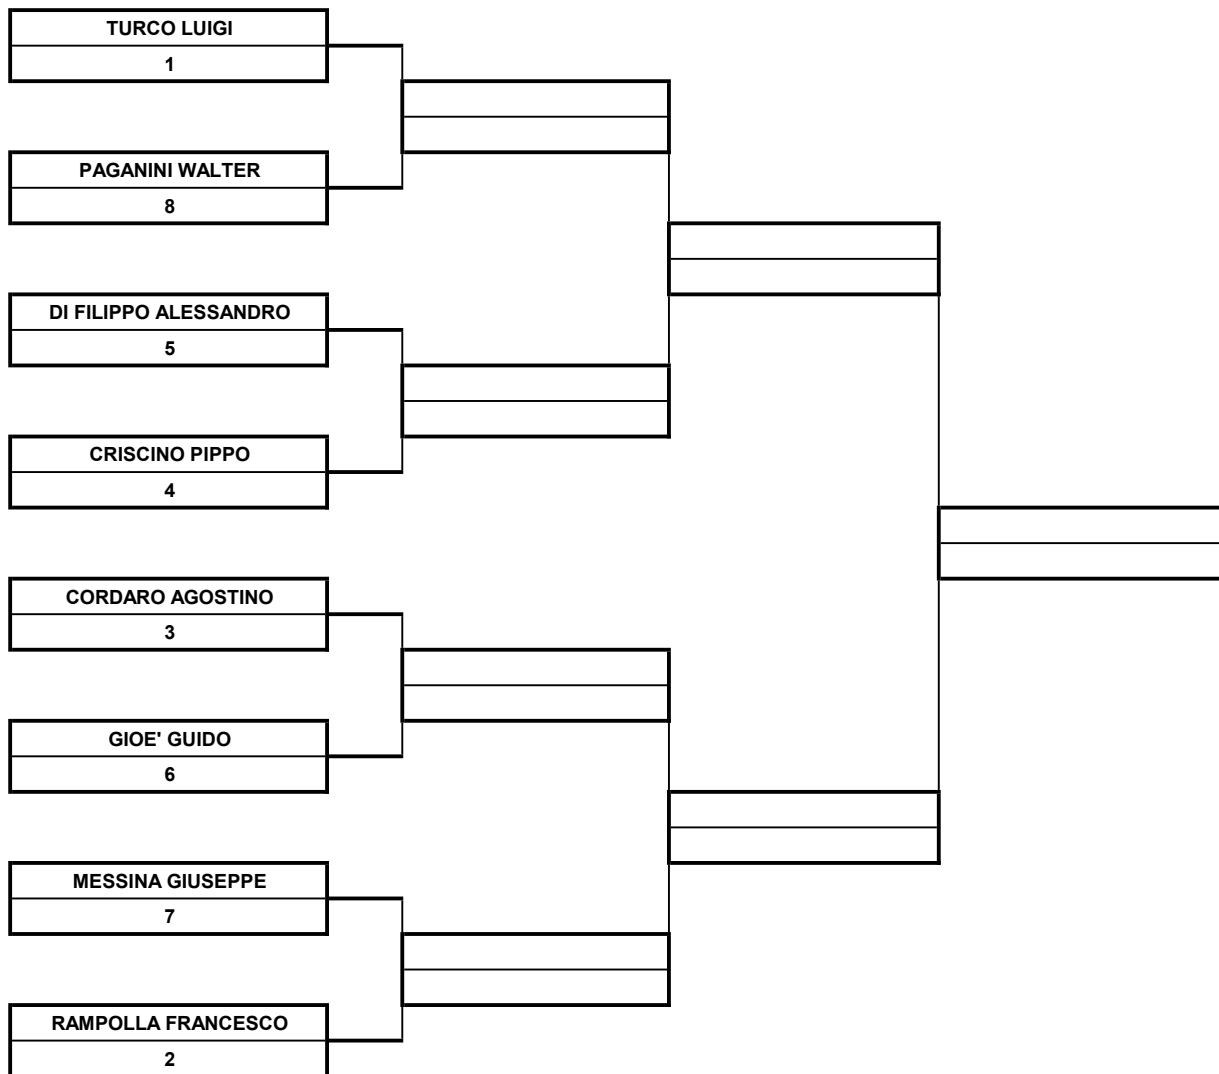 TURCO LUIGI
1
PAGANINI WALTER
8
DI FILIPPO ALESSANDRO
5
CRISCINO PIPPO
4
CORDARO AGOSTINO
3
GIOE' GUIDO
6
MESSINA GIUSEPPE
7
RAMPOLLA FRANCESCO
2